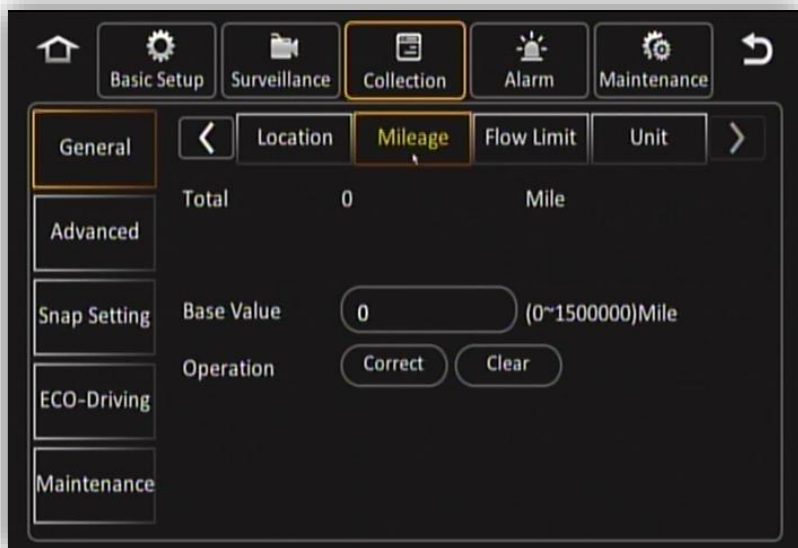 Basic Setup Surveillance Collection Alarm Maintenance
General Location Mileage Flow Limit Unit
Total 0 Mile
Advanced
Snap Setting Base Value 0 (0~1500000)Mile
Operation Correct Clear
ECO-Driving
Maintenance